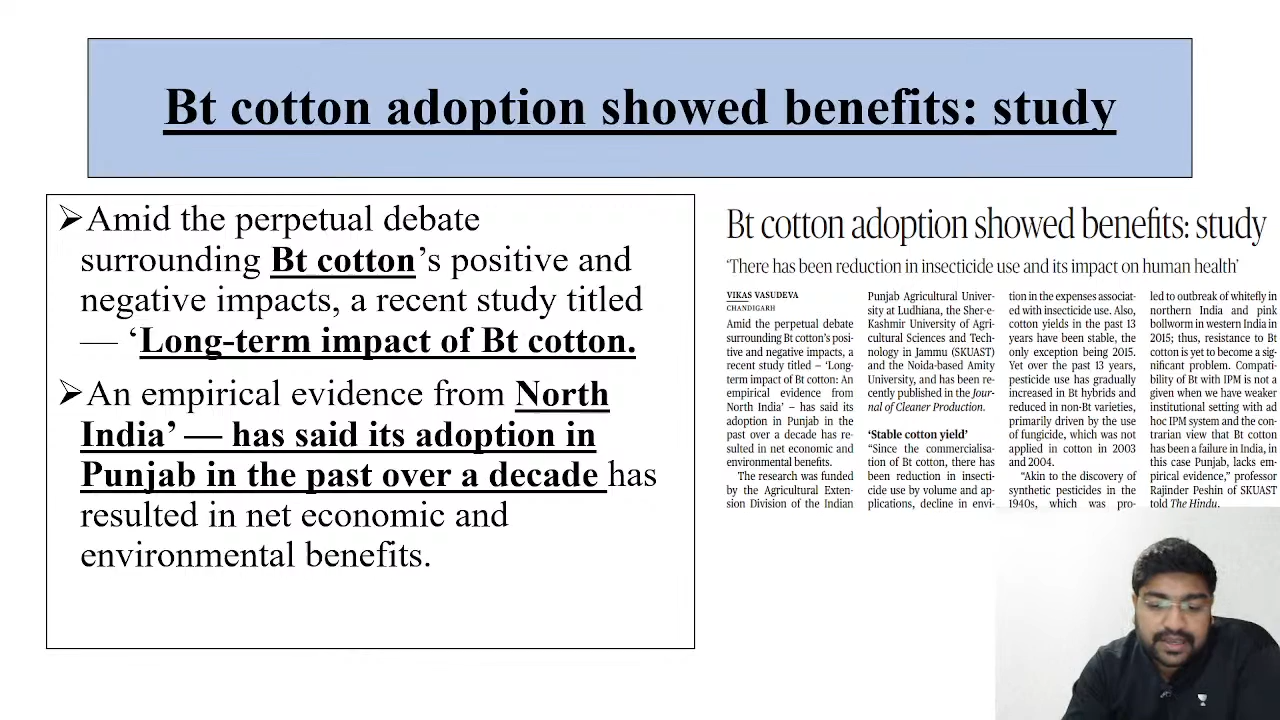 Bt cotton adoption showed benefits: study
➢Amid the perpetual debate
surrounding Bt cotton’s positive and
negative impacts, a recent study titled
— ‘Long-term impact of Bt cotton.
➢An empirical evidence from North
India’ — has said its adoption in
Punjab in the past over a decade has
resulted in net economic and
environmental benefits.
Bt cotton adoption showed benefits: study
‘There has been reduction in insecticide use and its impact on human health’
VIKAS VASUDEVA
CHANDIGARH
Amid the perpetual debate
surrounding Bt cotton’s posi-
tive and negative impacts, a
recent study titled – ‘Long-
term impact of Bt cotton: An
empirical evidence from
North India’ – has said its
adoption in Punjab in the
past over a decade has re-
sulted in net economic and
environmental benefits.
The research was funded
by the Agricultural Exten-
sion Division of the Indian
Punjab Agricultural Univer-
sity at Ludhiana, the Sher-e-
Kashmir University of Agri-
cultural Sciences and Tech-
nology in Jammu (SKUAST)
and the Noida-based Amity
University, and has been re-
cently published in the Jour-
nal of Cleaner Production.
‘Stable cotton yield’
“Since the commercialisa-
tion of Bt cotton, there has
been reduction in insecti-
cide use by volume and ap-
plications, decline in envi-
tion in the expenses associat-
ed with insecticide use. Also,
cotton yields in the past 13
years have been stable, the
only exception being 2015.
Yet over the past 13 years,
pesticide use has gradually
increased in Bt hybrids and
reduced in non-Bt varieties,
primarily driven by the use
of fungicide, which was not
applied in cotton in 2003
and 2004.
“Akin to the discovery of
synthetic pesticides in the
1940s, which was pro-
led to outbreak of whitefly in
northern India and pink
bollworm in western India in
2015; thus, resistance to Bt
cotton is yet to become a sig-
nificant problem. Compati-
bility of Bt with IPM is not a
given when we have weaker
institutional setting with ad
hoc IPM system and the con-
trarian view that Bt cotton
has been a failure in India, in
this case Punjab, lacks em-
pirical evidence,” professor
Rajinder Peshin of SKUAST
told The Hindu.